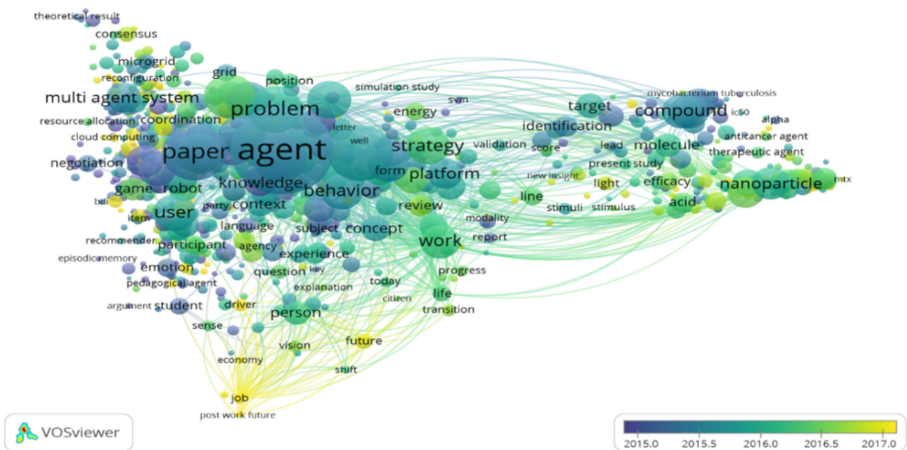 theoretical result
consensus
microgrid
reconfiguration
grid
position
simulation study
multi agent system
problem
energy
svm
resource allocation
coordination
cloud computing
letter
well
negotiation
paper
agent
strategy
validation
score
form
platform
game
robot
knowledge
behavior
bdi
item
user
party
context
review
language
subject
concept
work
modality
report
recommender
participant
agency
experience
episodic memory
emotion
question
key
progress
pedagogical agent
explanation
today
citizen
life
transition
argument
student
driver
person
sense
vision
future
economy
shift
job
post work future
mycobacterium tuberculosis
target
compound
ic50
alpha
identification
anticancer agent
lead
molecule
therapeutic agent
present study
new insight
light
efficacy
nanoparticle
mtx
line
stimuli
stimulus
acid
VOSviewer
2015.0
2015.5
2016.0
2016.5
2017.0